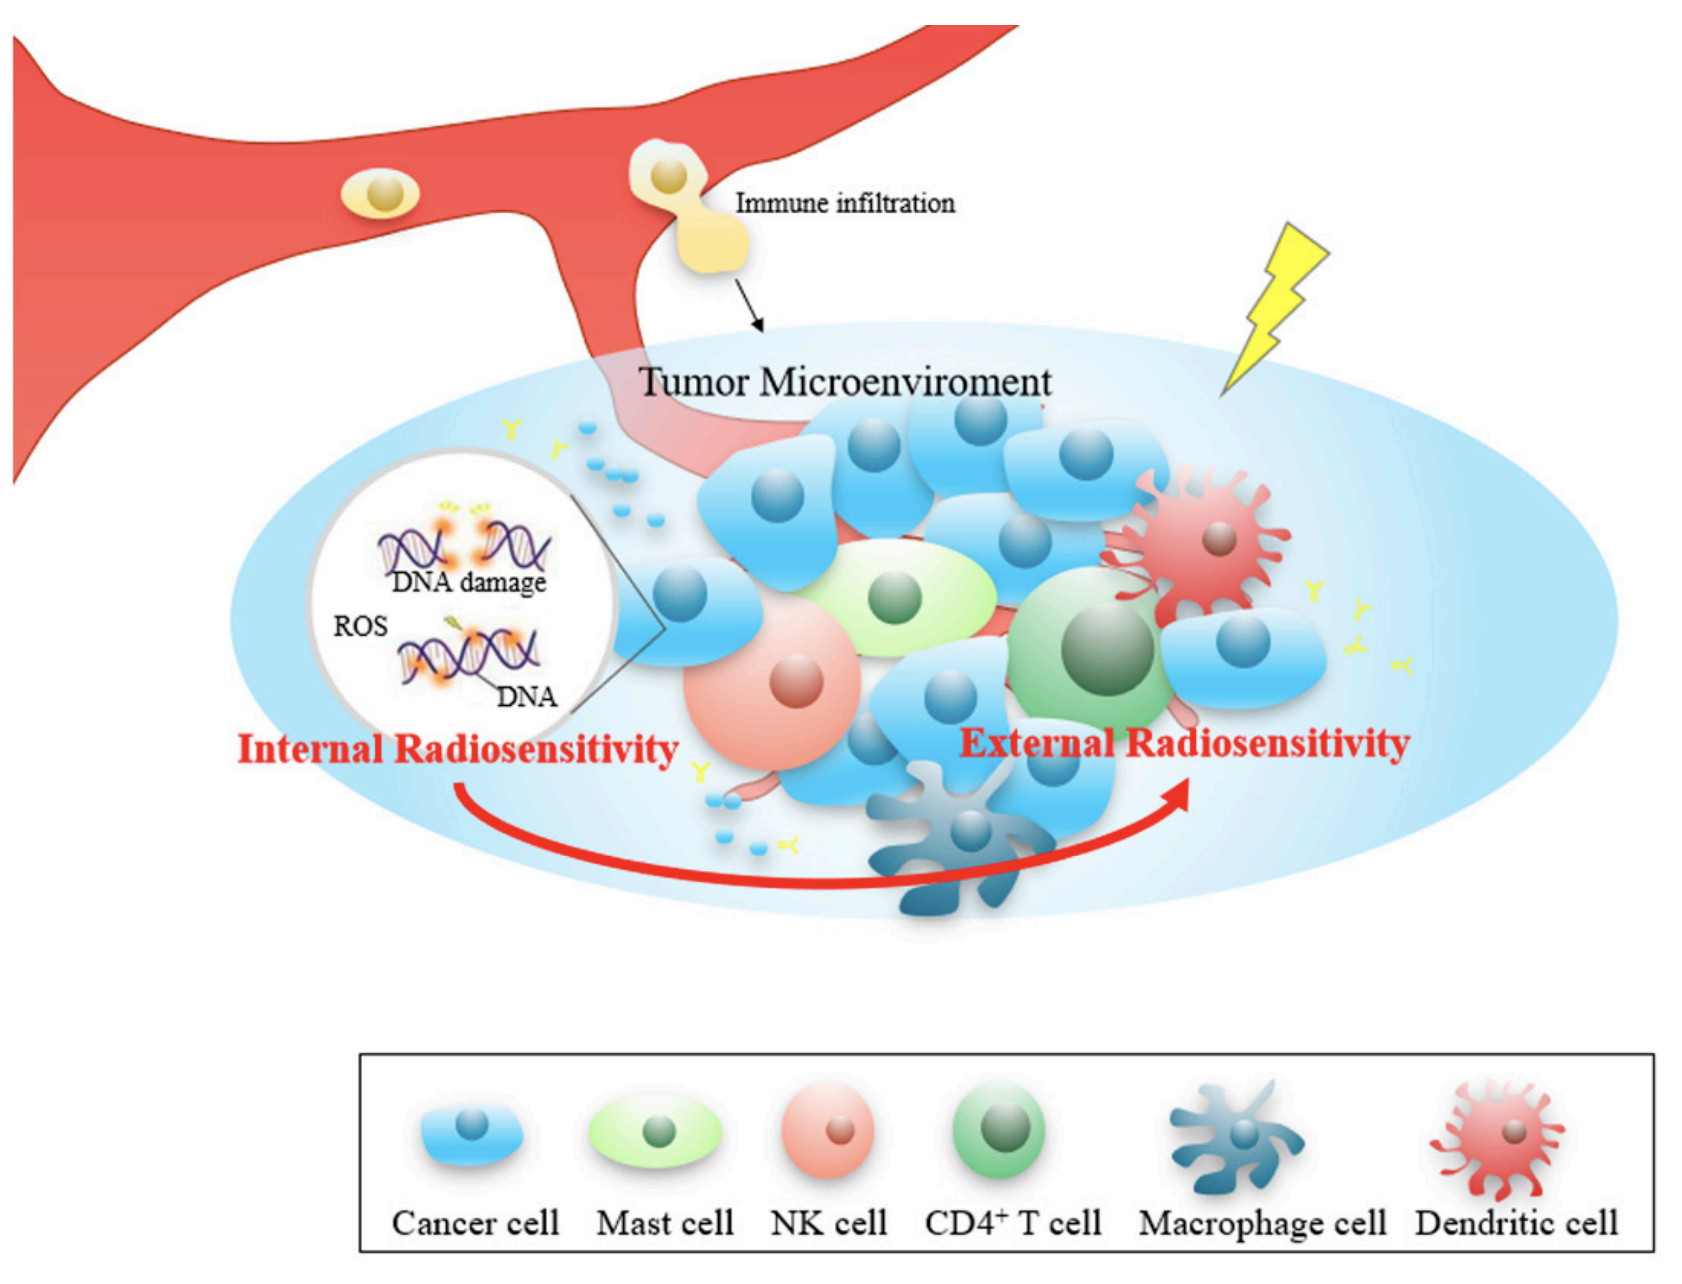 Immune infiltration
Tumor Microenviroment
DNA damage
ROS
DNA
Internal Radiosensitivity
External Radiosensitivity
Cancer cell
Mast cell
NK cell
CD4⁺ T cell
Macrophage cell
Dendritic cell